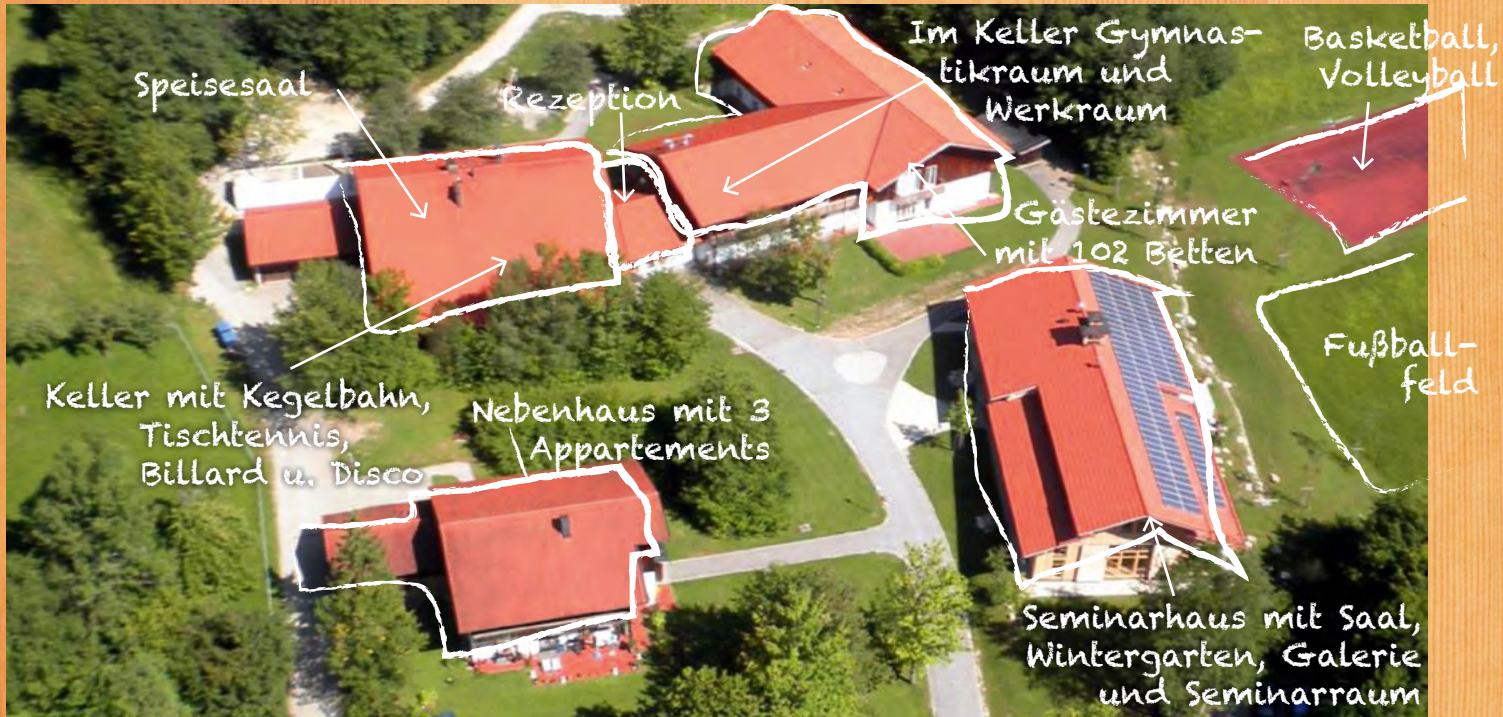 Speisesaal
Rezeption
Im Keller Gymnas-
tikraum und
Werkraum
Basketball,
Volleyball
Gästezimmer
mit 102 Betten
Fußball-
feld
Keller mit Kegelbahn,
Tischtennis,
Billard u. Disco
Nebenhaus mit 3
Appartements
Seminarhaus mit Saal,
Wintergarten, Galerie
und Seminarraum